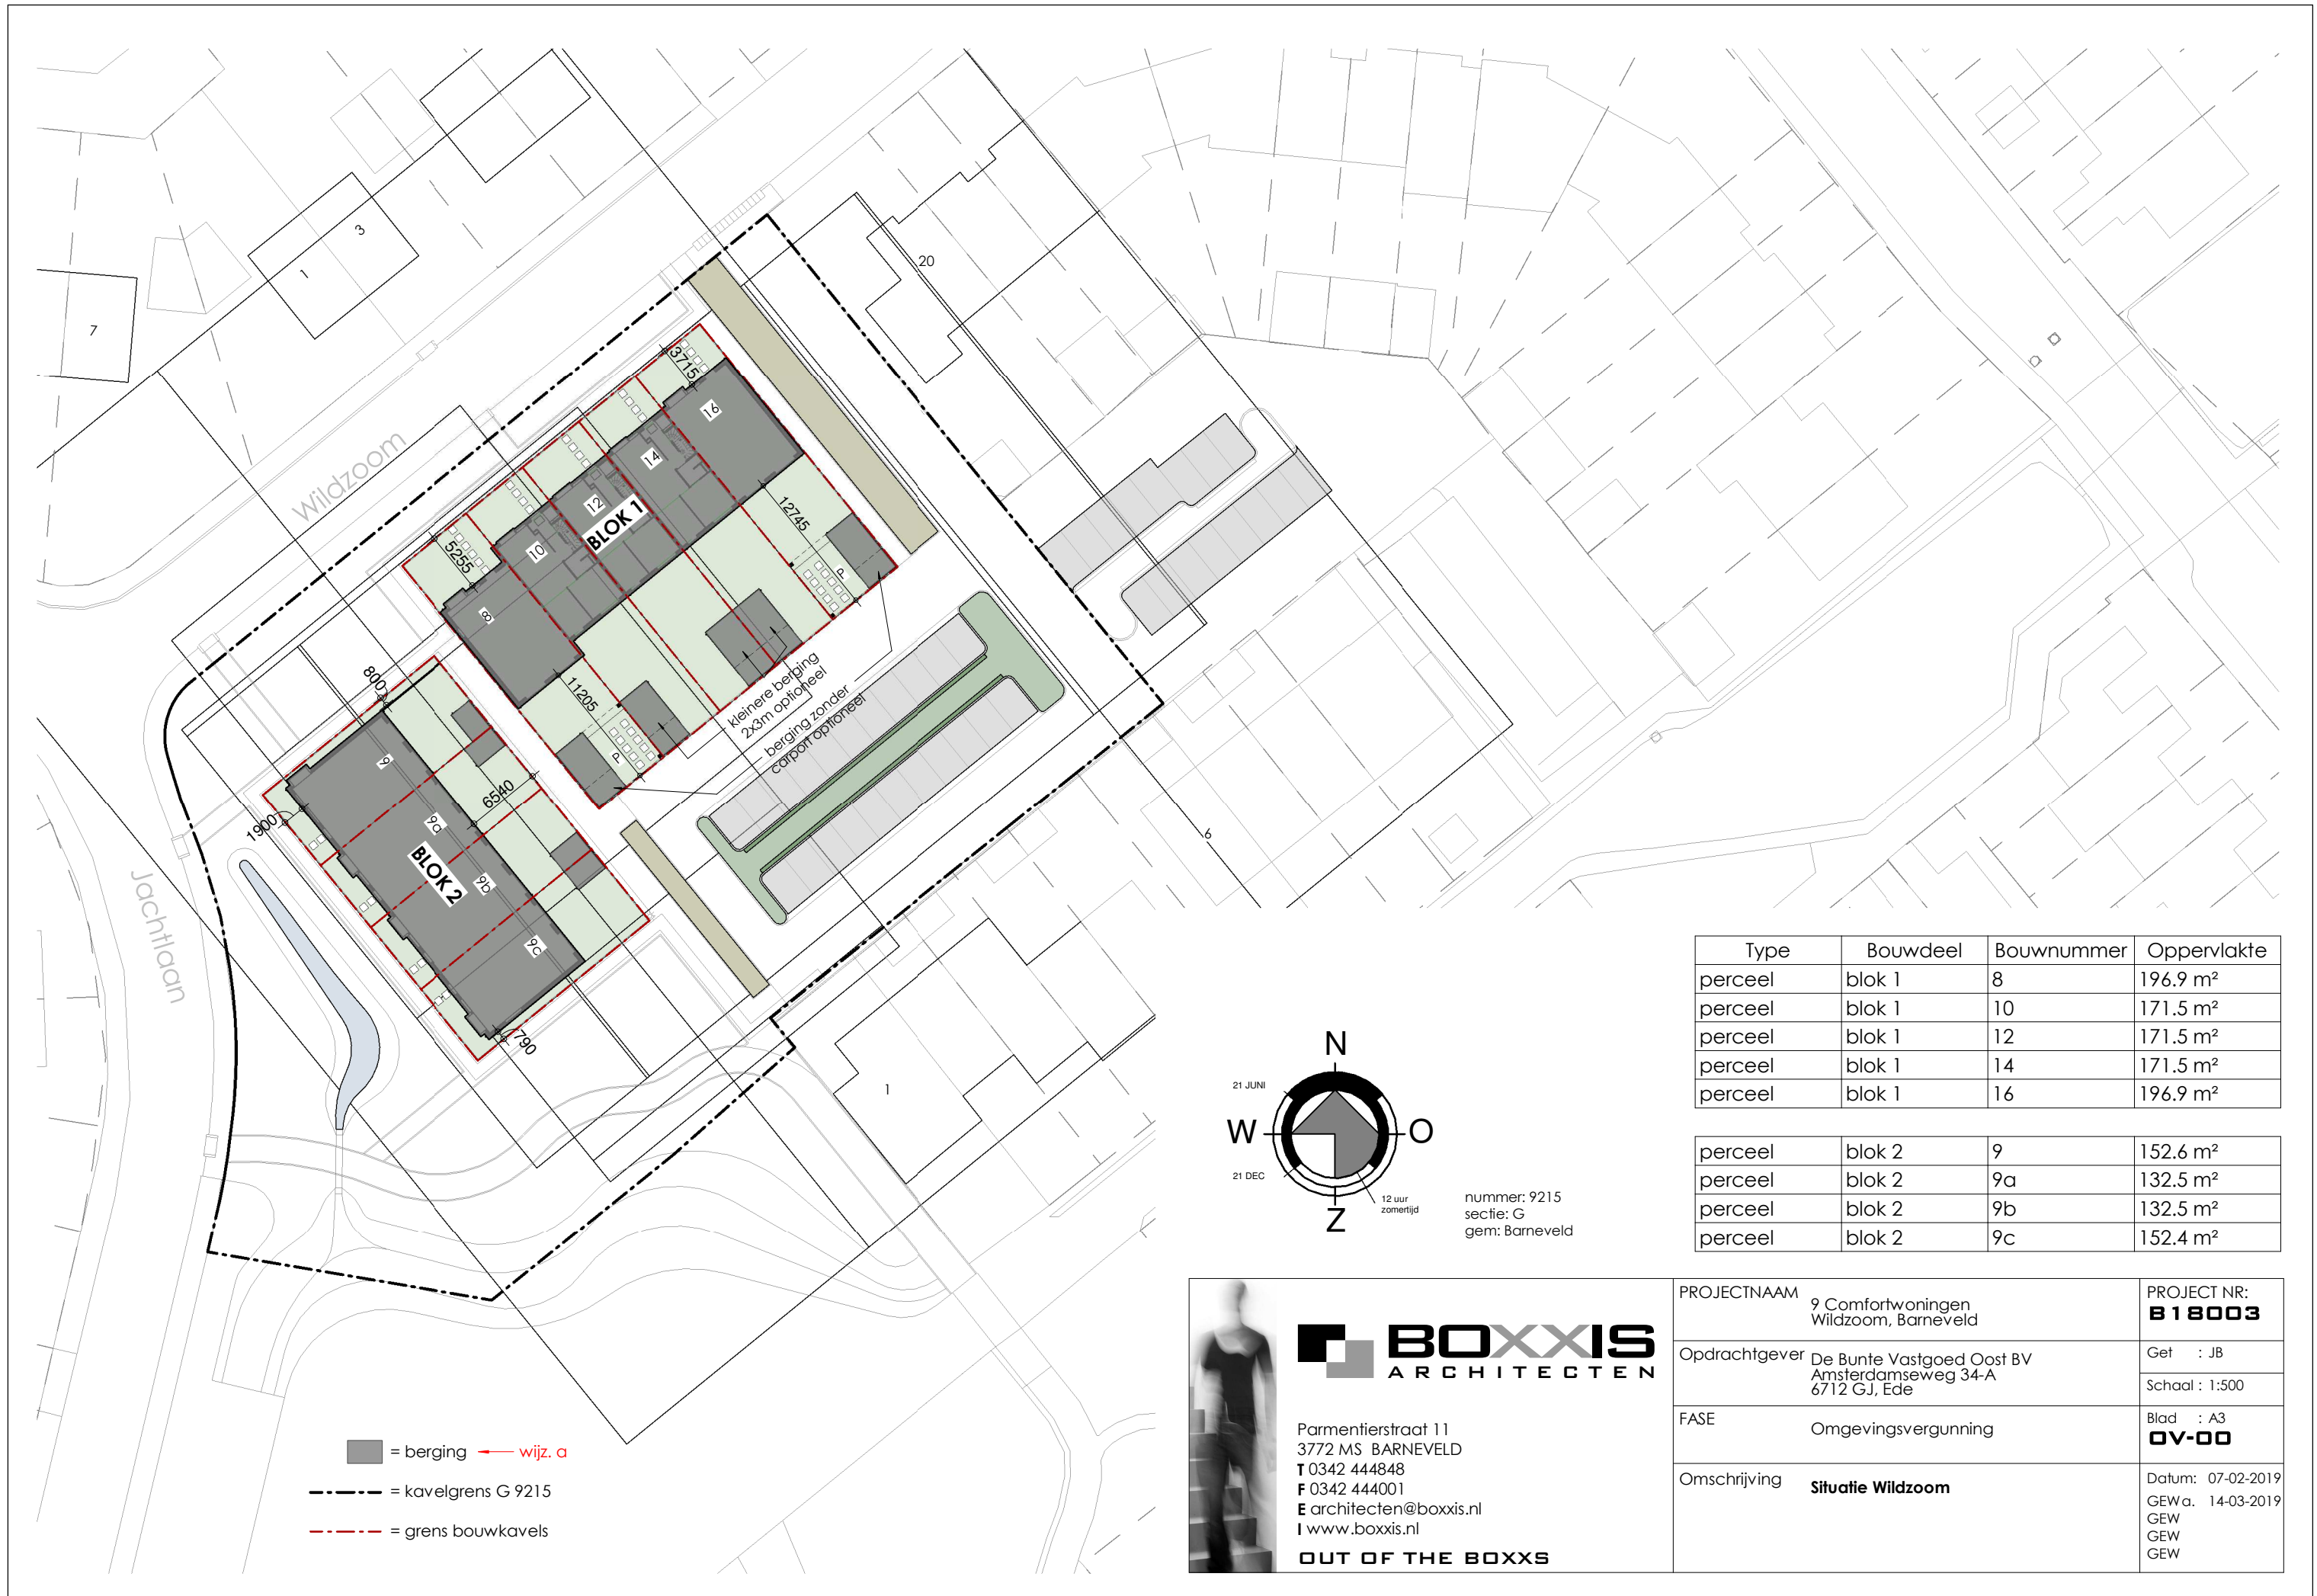 7
1
3
20
Wildzoom
3715
16
14
12
BLOK 1
10
5255
8
12745
P
11205
P
kleinere berging
2x3m optioneel
berging zonder
carport optioneel
800
9
6540
9a
1900
9b
BLOK 2
9c
790
Jachtlaan
6
1
Type Bouwdeel Bouwnummer Oppervlakte
perceel blok 1 8 196.9 m²
perceel blok 1 10 171.5 m²
perceel blok 1 12 171.5 m²
perceel blok 1 14 171.5 m²
perceel blok 1 16 196.9 m²
perceel blok 2 9 152.6 m²
perceel blok 2 9a 132.5 m²
perceel blok 2 9b 132.5 m²
perceel blok 2 9c 152.4 m²
N
21 JUNI
W
O
21 DEC
12 uur
zomertijd
Z
nummer: 9215
sectie: G
gem: Barneveld
= berging wijz. a
= kavelgrens G 9215
= grens bouwkavels
BOXXIS
ARCHITECTEN
Parmentierstraat 11
3772 MS BARNEVELD
T 0342 444848
F 0342 444001
E architecten@boxxis.nl
I www.boxxis.nl
OUT OF THE BOXXS
PROJECTNAAM
9 Comfortwoningen
Wildzoom, Barneveld
Opdrachtgever
De Bunte Vastgoed Oost BV
Amsterdamseweg 34-A
6712 GJ, Ede
FASE
Omgevingsvergunning
Omschrijving
Situatie Wildzoom
PROJECT NR:
B18003
Get : JB
Schaal : 1:500
Blad : A3
OV-00
Datum: 07-02-2019
GEW a. 14-03-2019
GEW
GEW
GEW